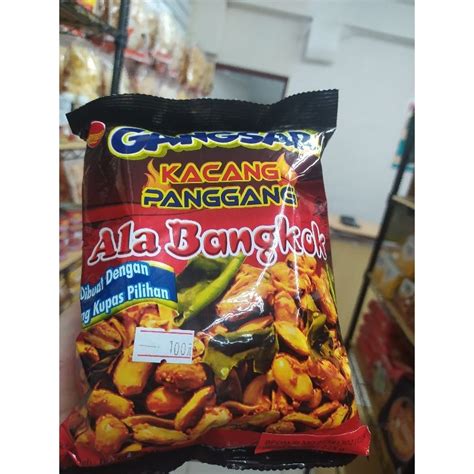 GANGSAR
KACANG
PANGGANG
Ala Bangkok
Dibuat Dengan
Kupas Pilihan